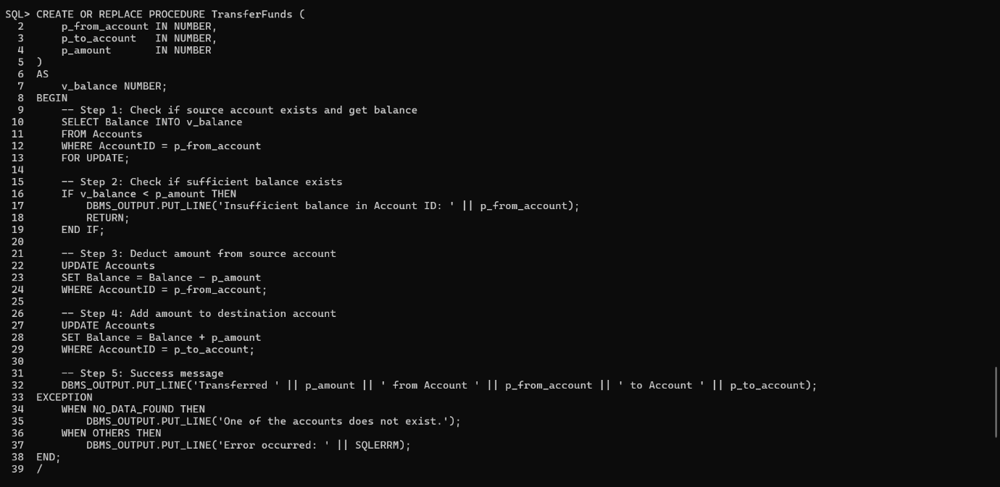 SQL> CREATE OR REPLACE PROCEDURE TransferFunds (
  2      p_from_account IN NUMBER,
  3      p_to_account   IN NUMBER,
  4      p_amount       IN NUMBER
  5  )
  6  AS
  7      v_balance NUMBER;
  8  BEGIN
  9      -- Step 1: Check if source account exists and get balance
 10      SELECT Balance INTO v_balance
 11      FROM Accounts
 12      WHERE AccountID = p_from_account
 13      FOR UPDATE;
 14
 15      -- Step 2: Check if sufficient balance exists
 16      IF v_balance < p_amount THEN
 17          DBMS_OUTPUT.PUT_LINE('Insufficient balance in Account ID: ' || p_from_account);
 18          RETURN;
 19      END IF;
 20
 21      -- Step 3: Deduct amount from source account
 22      UPDATE Accounts
 23      SET Balance = Balance - p_amount
 24      WHERE AccountID = p_from_account;
 25
 26      -- Step 4: Add amount to destination account
 27      UPDATE Accounts
 28      SET Balance = Balance + p_amount
 29      WHERE AccountID = p_to_account;
 30
 31      -- Step 5: Success message
 32      DBMS_OUTPUT.PUT_LINE('Transferred ' || p_amount || ' from Account ' || p_from_account || ' to Account ' || p_to_account);
 33  EXCEPTION
 34      WHEN NO_DATA_FOUND THEN
 35          DBMS_OUTPUT.PUT_LINE('One of the accounts does not exist.');
 36      WHEN OTHERS THEN
 37          DBMS_OUTPUT.PUT_LINE('Error occurred: ' || SQLERRM);
 38  END;
 39  /